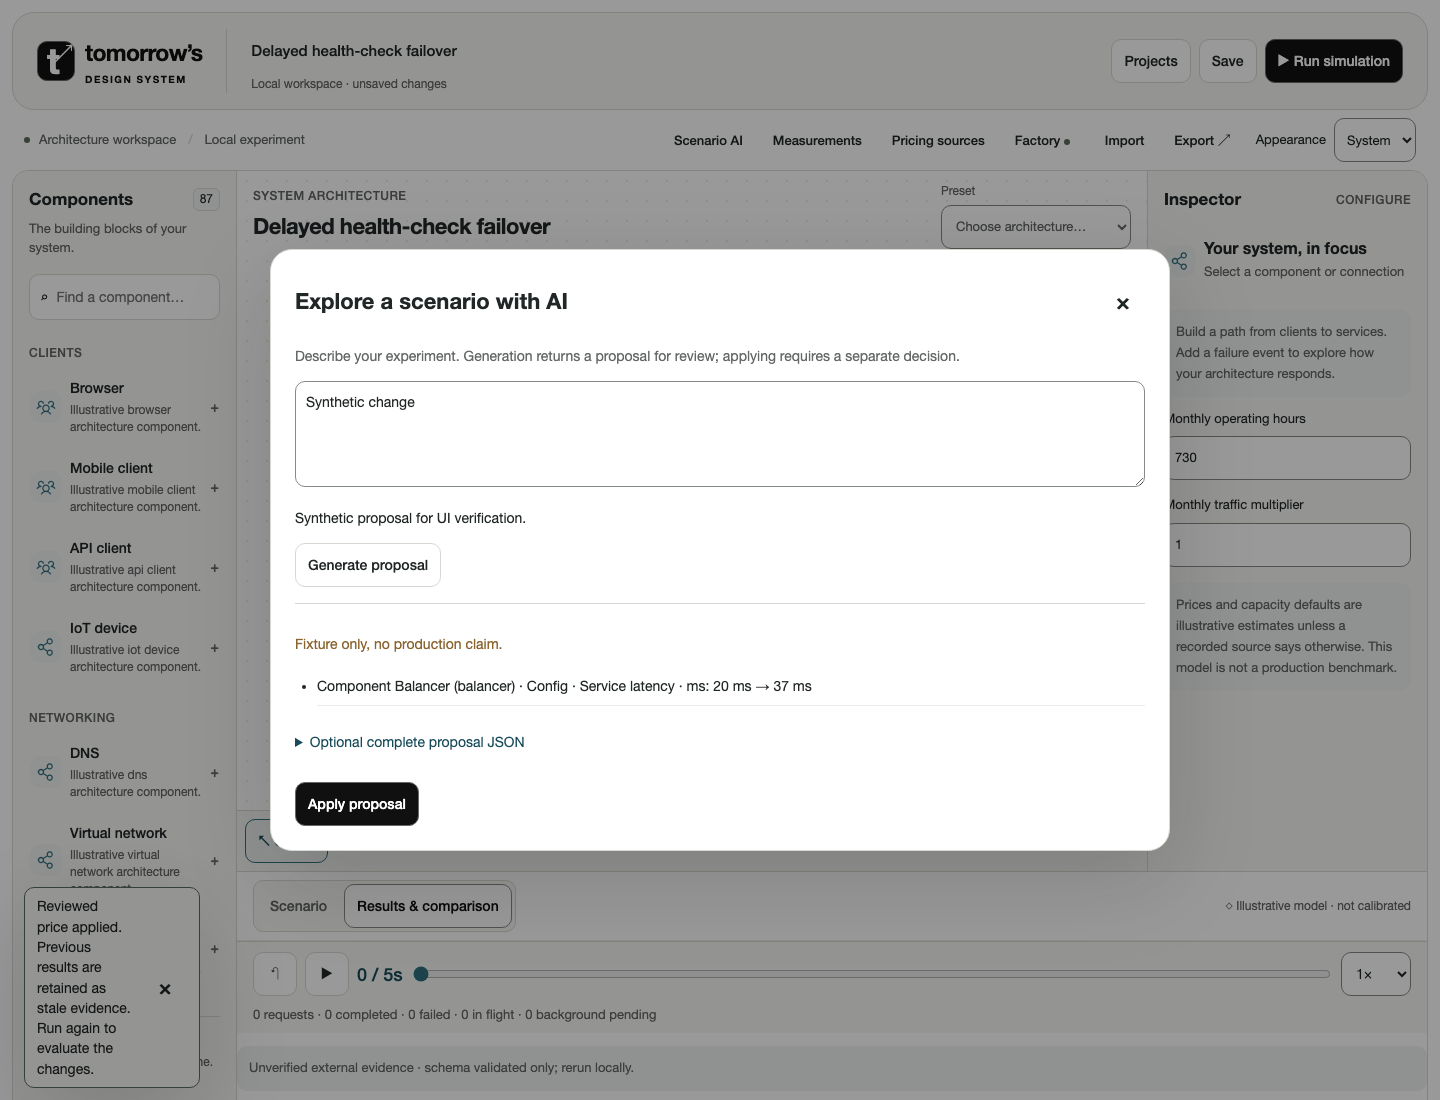 tomorrow's
DESIGN SYSTEM
Delayed health-check failover
Local workspace · unsaved changes
Projects
Save
▶ Run simulation
Architecture workspace / Local experiment
Scenario AI
Measurements
Pricing sources
Factory
Import
Export ↗
Appearance
System
Components
87
The building blocks of your
system.
Find a component…
CLIENTS
Browser
Illustrative browser
architecture component.
+
Mobile client
Illustrative mobile client
architecture component.
+
API client
Illustrative api client
architecture component.
+
IoT device
Illustrative iot device
architecture component.
+
NETWORKING
DNS
Illustrative dns
architecture component.
+
Virtual network
Illustrative virtual
network architecture
+
+
Reviewed
price applied.
Previous
results are
retained as
stale evidence.
Run again to
evaluate the
changes.
SYSTEM ARCHITECTURE
Delayed health-check failover
Preset
Choose architecture…
Explore a scenario with AI
Describe your experiment. Generation returns a proposal for review; applying requires a separate decision.
Synthetic change
Synthetic proposal for UI verification.
Generate proposal
Fixture only, no production claim.
• Component Balancer (balancer) · Config · Service latency · ms: 20 ms → 37 ms
▶ Optional complete proposal JSON
Apply proposal
Inspector
CONFIGURE
Your system, in focus
Select a component or connection
Build a path from clients to services.
Add a failure event to explore how
your architecture responds.
Monthly operating hours
730
Monthly traffic multiplier
1
Prices and capacity defaults are
illustrative estimates unless a
recorded source says otherwise. This
model is not a production benchmark.
Scenario
Results & comparison
◇ Illustrative model · not calibrated
0 / 5s
1×
0 requests · 0 completed · 0 failed · 0 in flight · 0 background pending
Unverified external evidence · schema validated only; rerun locally.